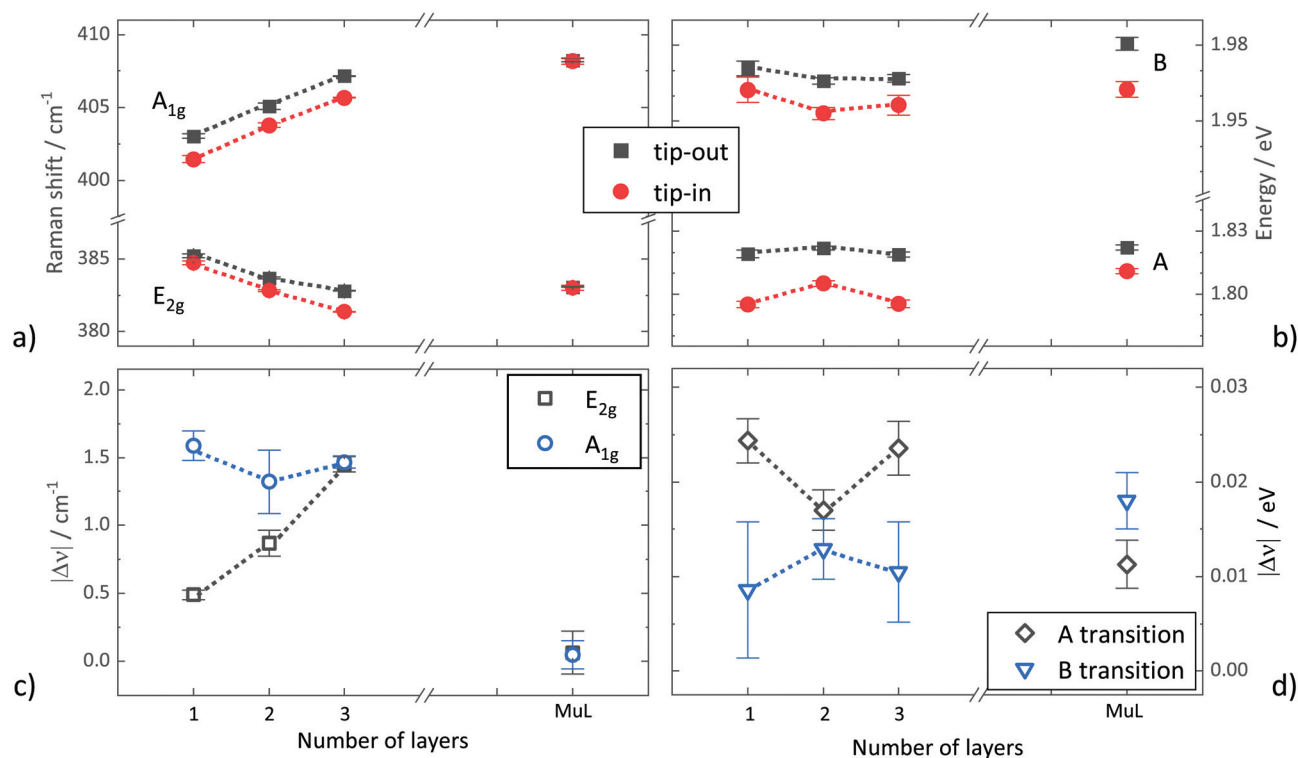 410
405
400
385
380
Raman shift / cm⁻¹
A₁g
E₂g
a)
tip-out
tip-in
B
A
1.98
1.95
1.83
1.80
Energy / eV
b)
2.0
1.5
1.0
0.5
0.0
|Δν| / cm⁻¹
E₂g
A₁g
c)
1 2 3 MuL
Number of layers
0.03
0.02
0.01
0.00
|Δν| / eV
A transition
B transition
d)
1 2 3 MuL
Number of layers